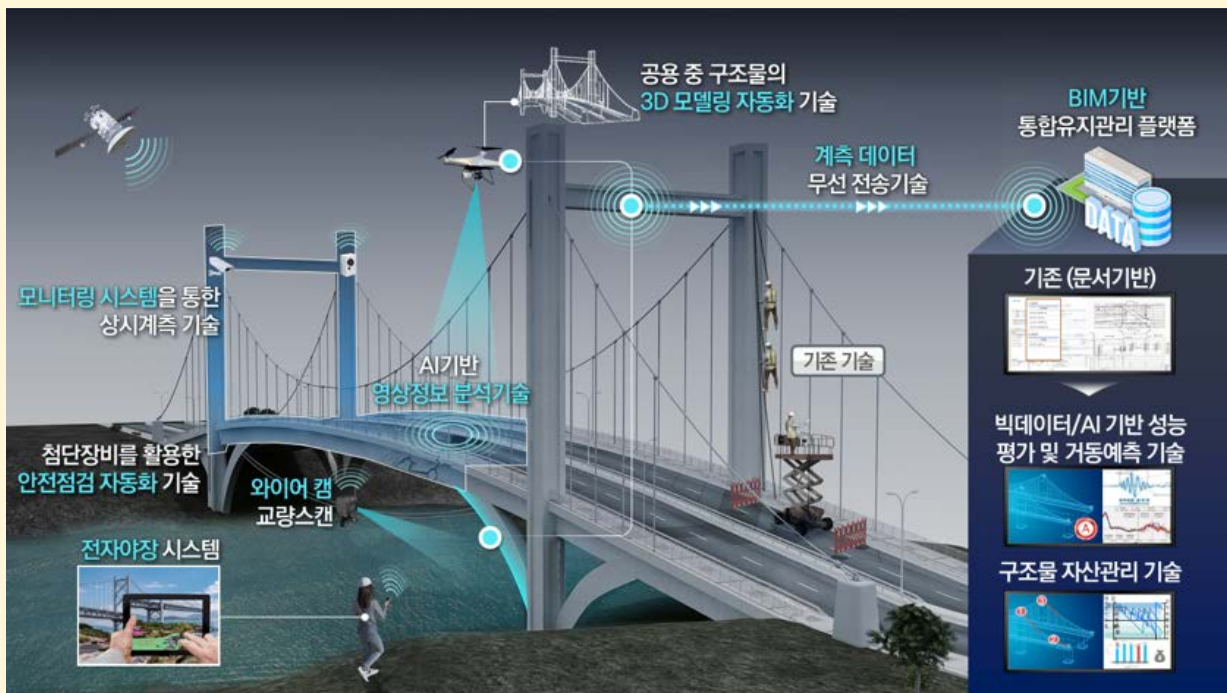 공용 중 구조물의
3D 모델링 자동화 기술
BIM기반
통합유지관리 플랫폼
계측 데이터
무선 전송기술
DATA
모니터링 시스템을 통한
상시계측 기술
AI기반
영상정보 분석기술
기존 기술
첨단장비를 활용한
안전점검 자동화 기술
와이어 캠
교량스캔
전자야장 시스템
기존 (문서기반)
빅데이터/AI 기반 성능
평가 및 거동예측 기술
A
구조물 자산관리 기술